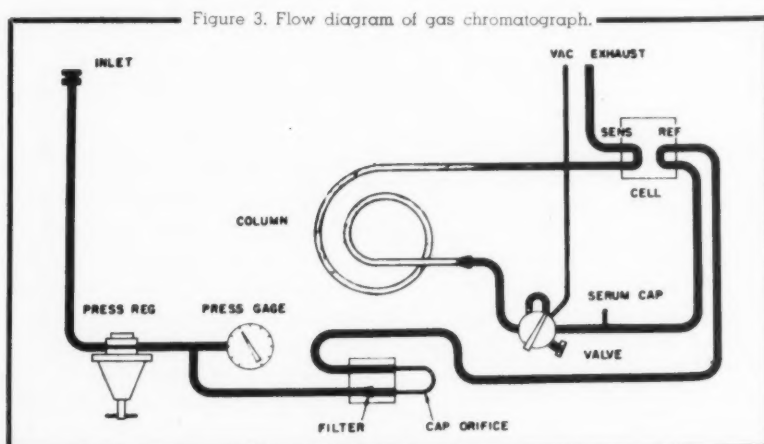 Figure 3. Flow diagram of gas chromatograph.
INLET
VAC EXHAUST
SENS REF
CELL
COLUMN
PRESS REG PRESS GAGE
SERUM CAP
VALVE
FILTER CAP ORIFICE